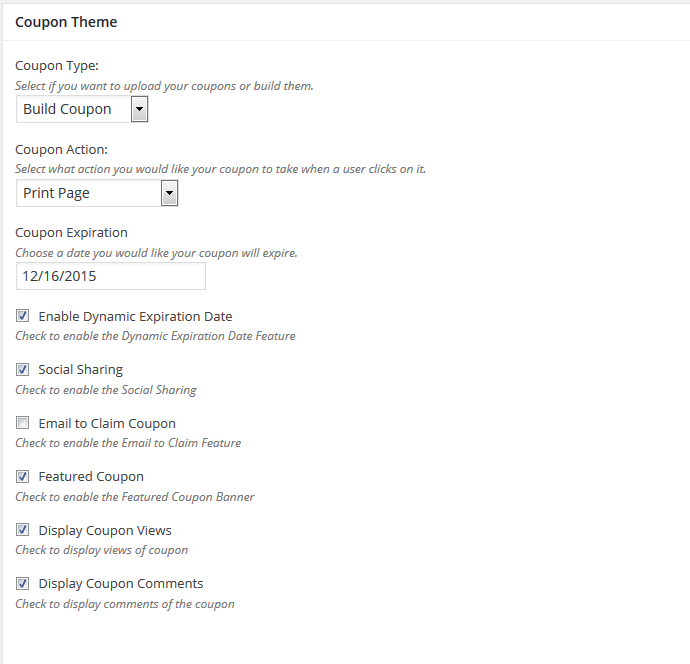 Coupon Theme
Coupon Type:
Select if you want to upload your coupons or build them.
Build Coupon
Coupon Action:
Select what action you would like your coupon to take when a user clicks on it.
Print Page
Coupon Expiration
Choose a date you would like your coupon will expire.
12/16/2015
Enable Dynamic Expiration Date
Check to enable the Dynamic Expiration Date Feature
Social Sharing
Check to enable the Social Sharing
Email to Claim Coupon
Check to enable the Email to Claim Feature
Featured Coupon
Check to enable the Featured Coupon Banner
Display Coupon Views
Check to display views of coupon
Display Coupon Comments
Check to display comments of the coupon